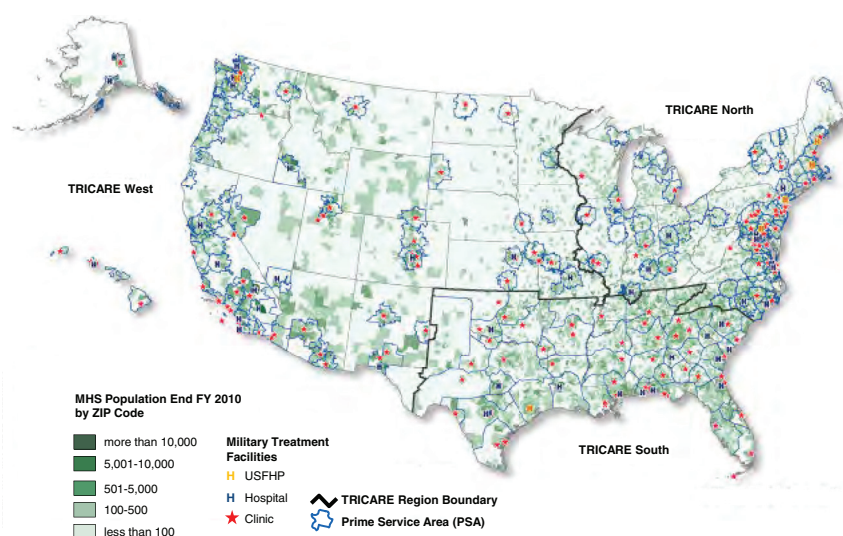 TRICARE North
TRICARE West
TRICARE South
MHS Population End FY 2010
by ZIP Code
more than 10,000
5,001-10,000
501-5,000
100-500
less than 100
Military Treatment
Facilities
H USFHP
H Hospital
Clinic
TRICARE Region Boundary
Prime Service Area (PSA)